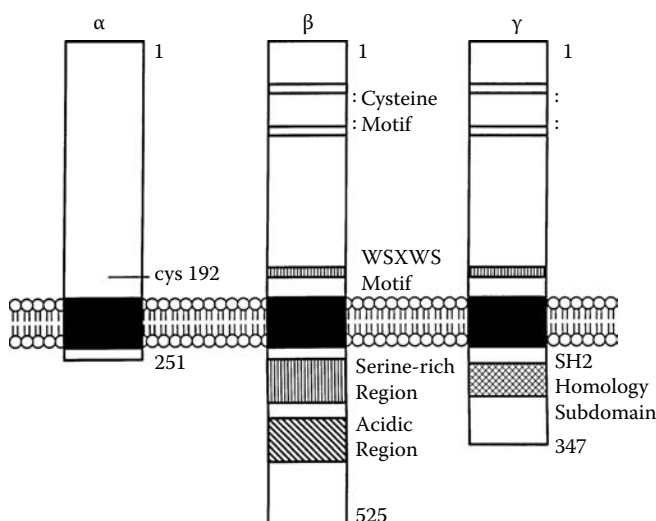 α β γ
1 1 1
: Cysteine :
: Motif :
WSXWS
Motif
cys 192
251
Serine-rich
Region
Acidic
Region
525
SH2
Homology
Subdomain
347